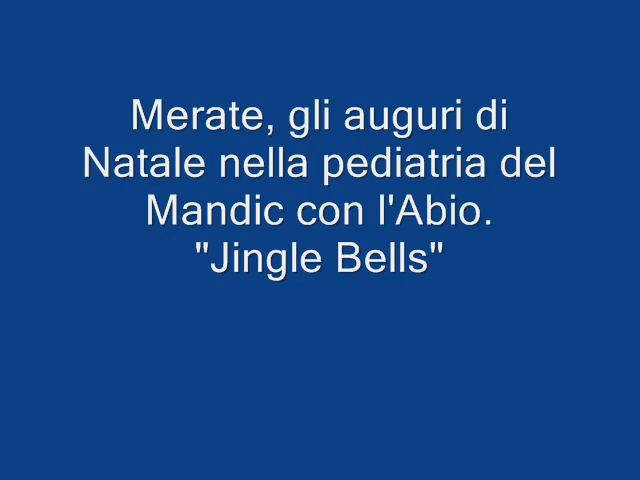 Merate, gli auguri di
Natale nella pediatria del
Mandic con l'Abio.
"Jingle Bells"